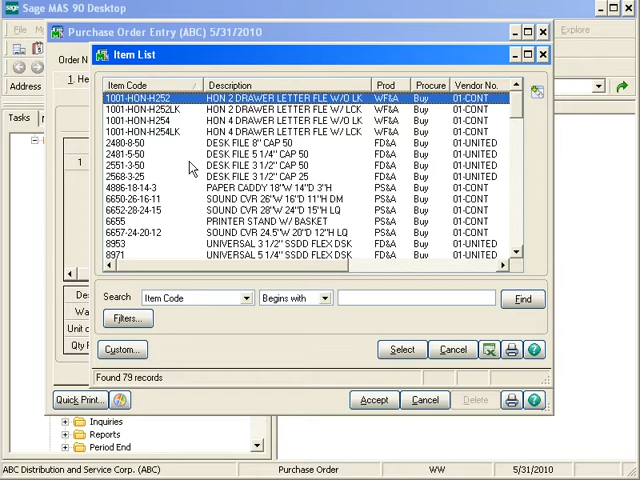 Sage MAS 90 Desktop
File
Explore
Purchase Order Entry (ABC) 5/31/2010
Order N
Address
1. He
Tasks
1
Item List
Item Code Description Prod Procure Vendor No.
1001-HON-H252 HON 2 DRAWER LETTER FLE W/O LK WF&A Buy 01-CONT
1001-HON-H252LK HON 2 DRAWER LETTER FLE W/ LCK WF&A Buy 01-CONT
1001-HON-H254 HON 4 DRAWER LETTER FLE W/O LK WF&A Buy 01-CONT
1001-HON-H254LK HON 4 DRAWER LETTER FLE W/ LCK WF&A Buy 01-CONT
2480-8-50 DESK FILE 8" CAP 50 FD&A Buy 01-UNITED
2481-5-50 DESK FILE 5 1/4" CAP 50 FD&A Buy 01-UNITED
2551-3-50 DESK FILE 3 1/2" CAP 50 FD&A Buy 01-UNITED
2568-3-25 DESK FILE 3 1/2" CAP 25 FD&A Buy 01-UNITED
4886-18-14-3 PAPER CADDY 18"W 14"D 3"H PS&A Buy 01-CONT
6650-26-16-11 SOUND CVR 26"W 16"D 11"H DM PS&A Buy 01-CONT
6652-28-24-15 SOUND CVR 28"W 24"D 15"H LQ PS&A Buy 01-CONT
6655 PRINTER STAND W/ BASKET PS&A Buy 01-CONT
6657-24-20-12 SOUND CVR 24.5"W 20"D 12"H LQ PS&A Buy 01-CONT
8953 UNIVERSAL 3 1/2" SSDD FLEX DSK FD&A Buy 01-UNITED
8971 UNIVERSAL 5 1/4" SSDD FLEX DSK FD&A Buy 01-UNITED
Search Item Code Begins with Find
Filters...
Custom... Select Cancel
Found 79 records
De
Wa
Unit o
Qty
Quick Print... Accept Cancel Delete
Inquiries
Reports
Period End
ABC Distribution and Service Corp. (ABC) Purchase Order WW 5/31/2010